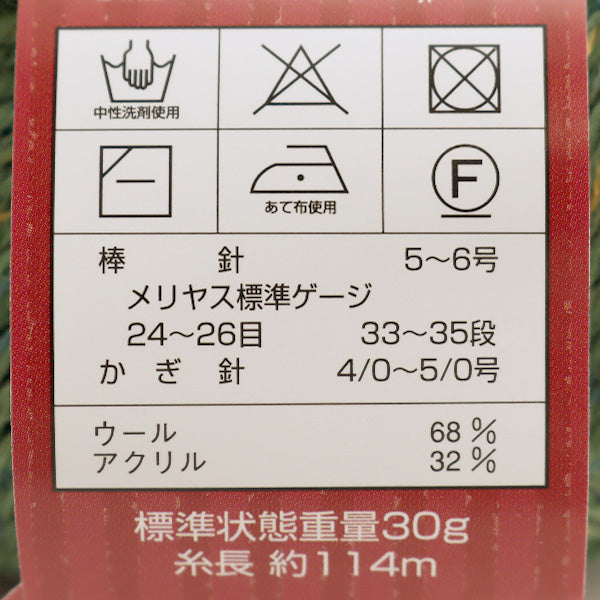 中性洗剤使用
あて布使用
F
棒 針 5〜6号
メリヤス標準ゲージ
24〜26目 33〜35段
かぎ針 4/0〜5/0号
ウール 68%
アクリル 32%
標準状態重量30g
糸長 約114m